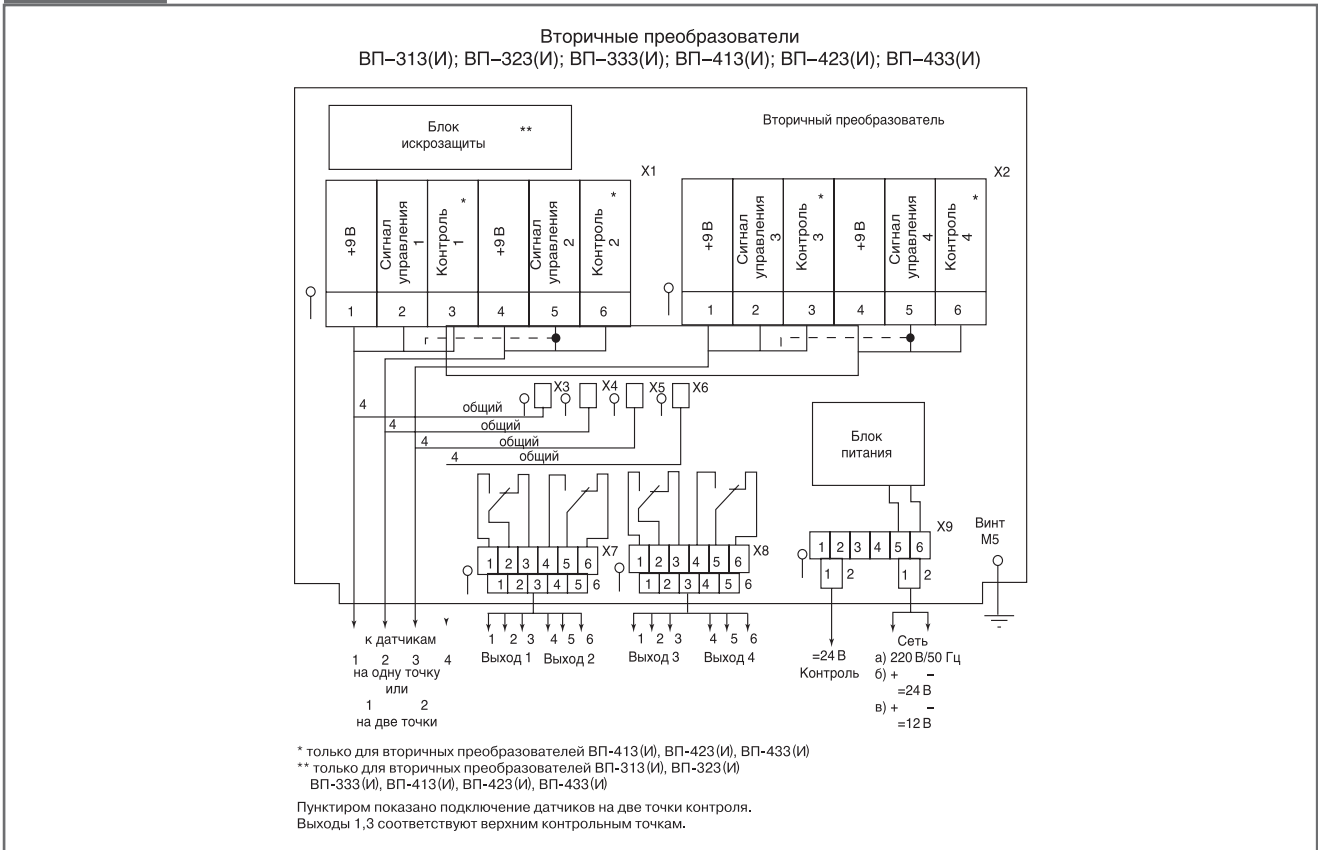 Вторичные преобразователи
ВП–313(И); ВП–323(И); ВП–333(И); ВП–413(И); ВП–423(И); ВП–433(И)
Блок
искрозащиты
**
Вторичный преобразователь
X1
X2
+9 В
Сигнал
управления
1
Контроль
1
*
+9 В
Сигнал
управления
2
Контроль
2
*
+9 В
Сигнал
управления
3
Контроль
3
*
+9 В
Сигнал
управления
4
Контроль
4
*
1 2 3 4 5 6
1 2 3 4 5 6
X3 X4 X5 X6
4 общий
4 общий
4 общий
4 общий
Блок
питания
X7
1 2 3 4 5 6
1 2 3 4 5 6
X8
1 2 3 4 5 6
1 2 3 4 5 6
X9
1 2 3 4 5 6
1 2
1 2
Винт
М5
к датчикам
1 2 3 4
на одну точку
или
1 2
на две точки
1 2 3 4 5 6
Выход 1 Выход 2
1 2 3 4 5 6
Выход 3 Выход 4
=24 В
Контроль
Сеть
а) 220 В/50 Гц
б) + –
=24 В
в) + –
=12 В
* только для вторичных преобразователей ВП-413(И), ВП-423(И), ВП-433(И)
** только для вторичных преобразователей ВП-313(И), ВП-323(И)
ВП-333(И), ВП-413(И), ВП-423(И), ВП-433(И)
Пунктиром показано подключение датчиков на две точки контроля.
Выходы 1,3 соответствуют верхним контрольным точкам.